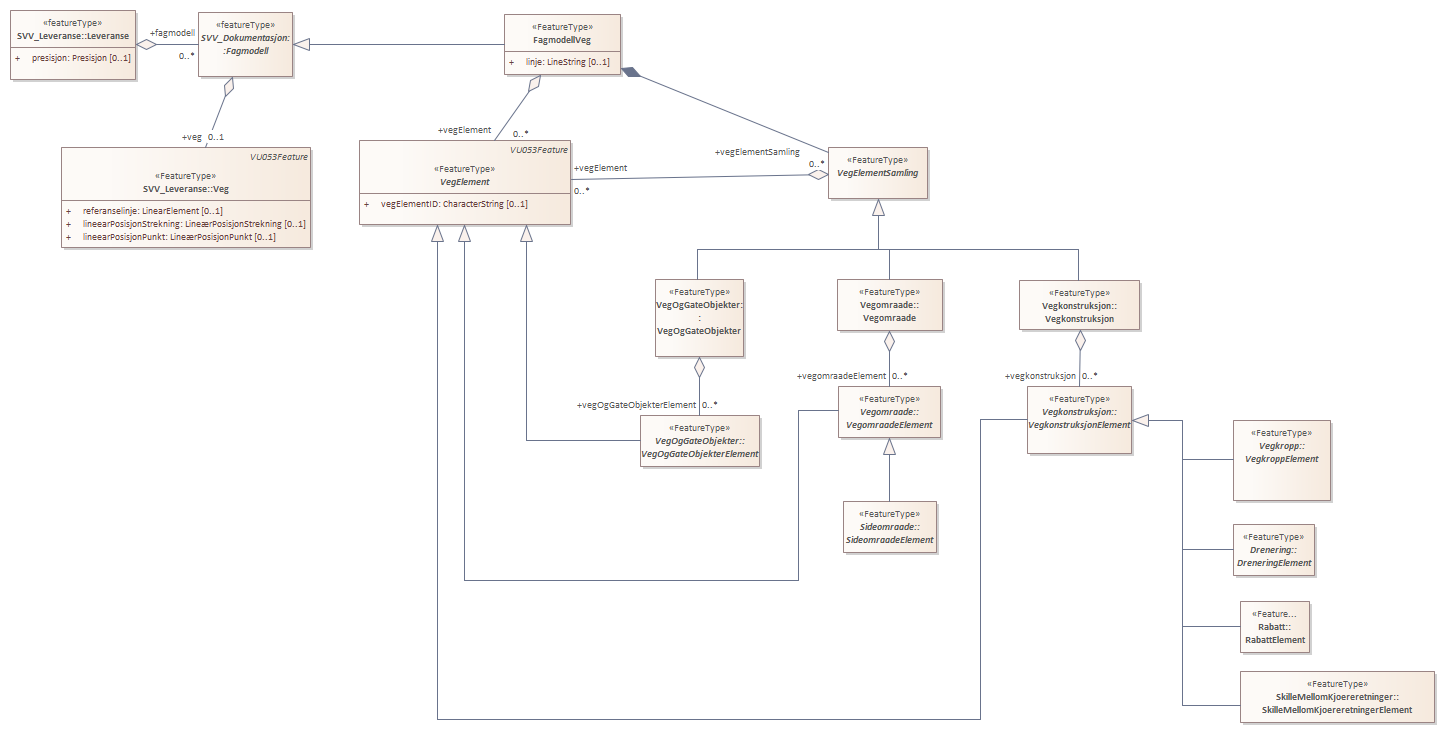 «featureType»
SVV_Leveranse::Leveranse
+ presisjon: Presisjon [0..1]
+fagmodell
0..*
«featureType»
SVV_Dokumentasjon:
:Fagmodell
«FeatureType»
FagmodellVeg
+ linje: LineString [0..1]
+veg 0..1
VU053Feature
«FeatureType»
SVV_Leveranse::Veg
+ referanselinje: LinearElement [0..1]
+ lineearPosisjonStrekning: LineærPosisjonStrekning [0..1]
+ lineearPosisjonPunkt: LineærPosisjonPunkt [0..1]
+vegElement
0..*
VU053Feature
«FeatureType»
VegElement
+ vegElementID: CharacterString [0..1]
+vegElement
0..*
+vegElementSamling
0..*
«FeatureType»
VegElementSamling
«FeatureType»
VegOgGateObjekter:
:
VegOgGateObjekter
«FeatureType»
Vegomraade::
Vegomraade
«FeatureType»
Vegkonstruksjon::
Vegkonstruksjon
+vegOgGateObjekterElement 0..*
+vegomraadeElement 0..*
+vegkonstruksjon 0..*
«FeatureType»
VegOgGateObjekter::
VegOgGateObjekterElement
«FeatureType»
Vegomraade::
VegomraadeElement
«FeatureType»
Vegkonstruksjon::
VegkonstruksjonElement
«FeatureType»
Sideomraade::
SideomraadeElement
«FeatureType»
Vegkropp::
VegkroppElement
«FeatureType»
Drenering::
DreneringElement
«Feature...
Rabatt::
RabattElement
«FeatureType»
SkilleMellomKjoereretninger::
SkilleMellomKjoereretningerElement